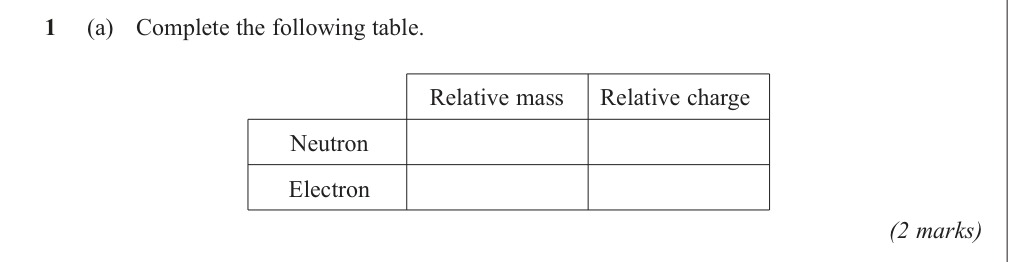 1 (a) Complete the following table.
Relative mass Relative charge
Neutron
Electron
(2 marks)